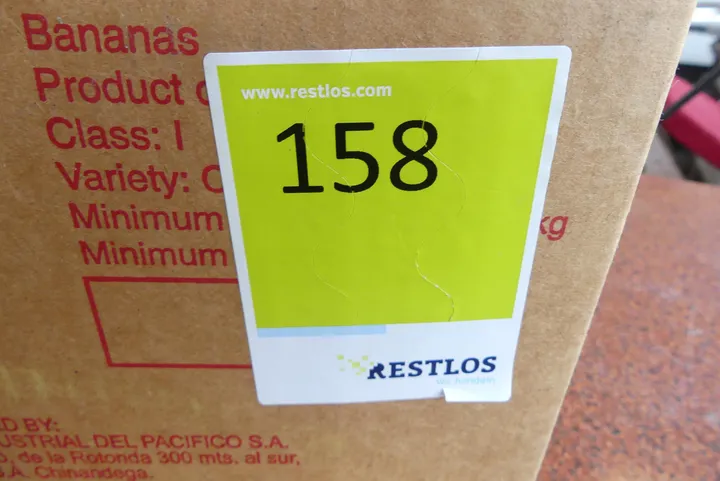 Bananas
Product
Class: I
Variety: C
Minimum kg
Minimum
www.restlos.com
158
RESTLOS
ED BY:
USTRIAL DEL PACIFICO S.A.
o, de la Rotonda 300 mts. al sur,
S.A. Chinandega.